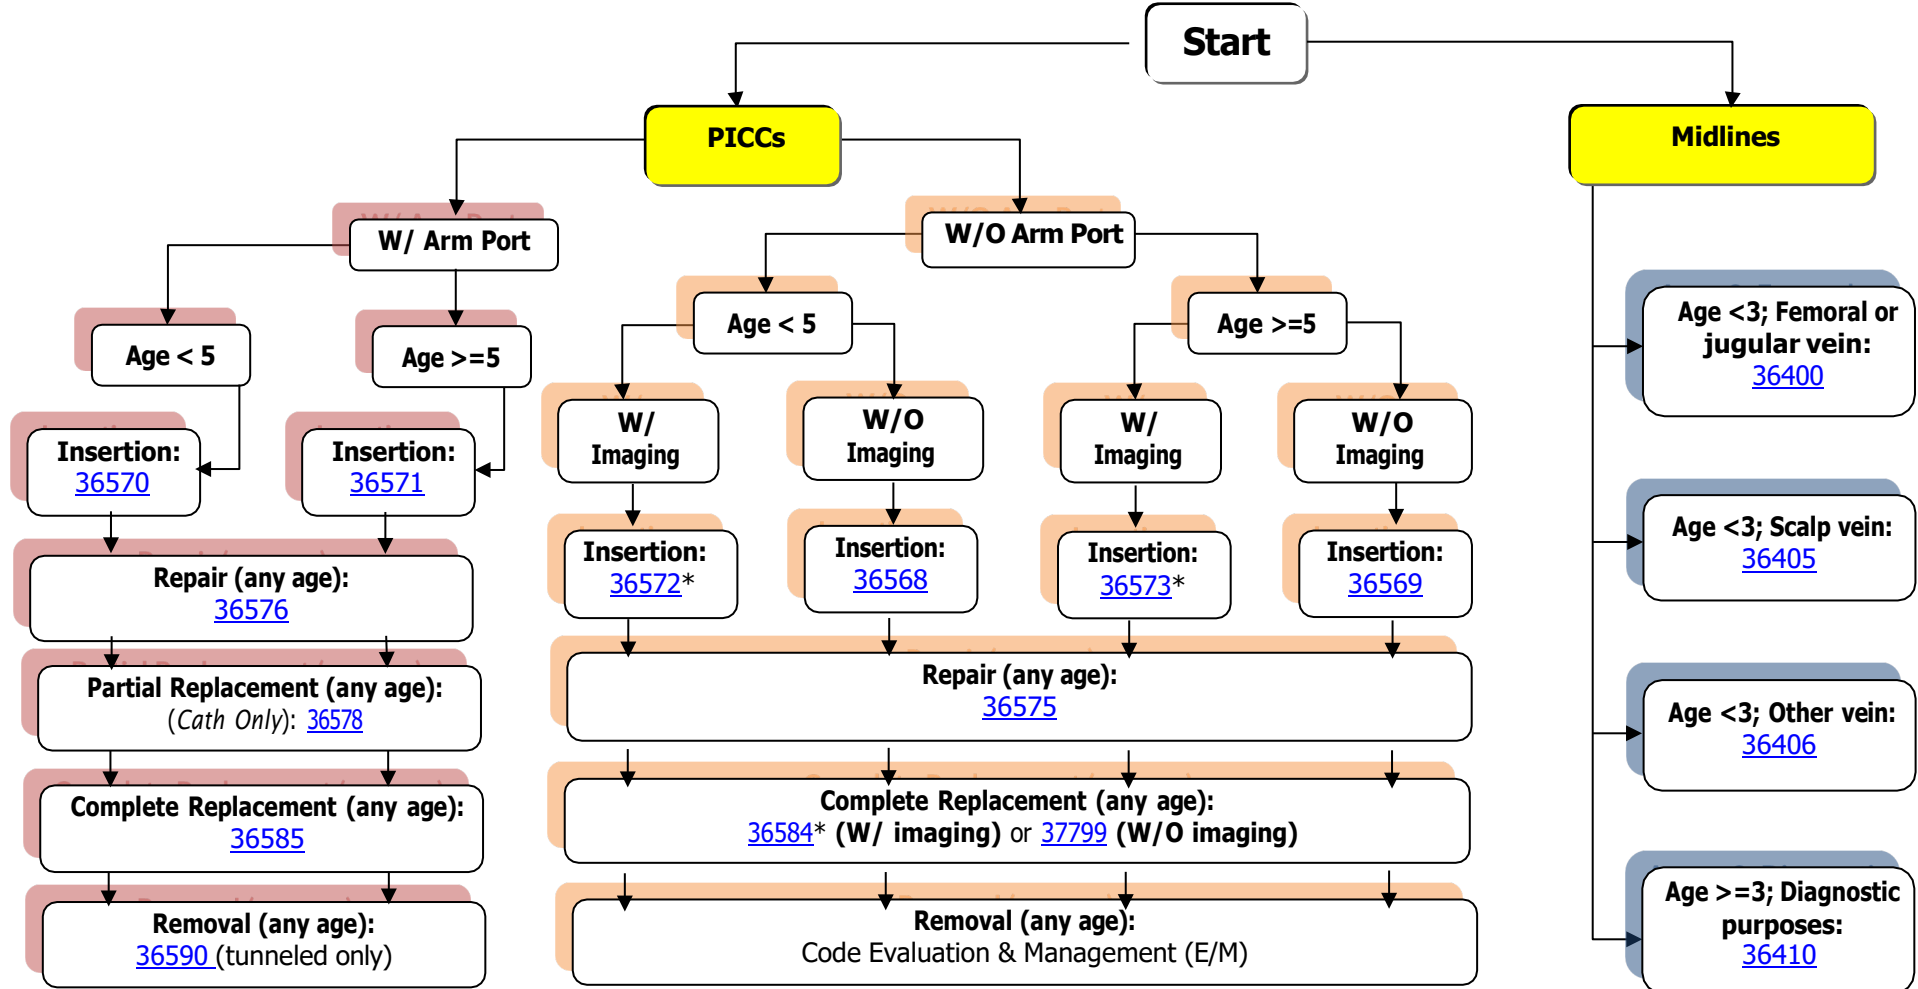 Start
PICCs
Midlines
W/ Arm Port
W/O Arm Port
Age < 5
Age >=5
Age < 5
Age >=5
Insertion:
36570
Insertion:
36571
W/
Imaging
W/O
Imaging
W/
Imaging
W/O
Imaging
Insertion:
36572*
Insertion:
36568
Insertion:
36573*
Insertion:
36569
Repair (any age):
36576
Partial Replacement (any age):
(Cath Only): 36578
Complete Replacement (any age):
36585
Removal (any age):
36590 (tunneled only)
Repair (any age):
36575
Complete Replacement (any age):
36584* (W/ imaging) or 37799 (W/O imaging)
Removal (any age):
Code Evaluation & Management (E/M)
Age <3; Femoral or
jugular vein:
36400
Age <3; Scalp vein:
36405
Age <3; Other vein:
36406
Age >=3; Diagnostic
purposes:
36410